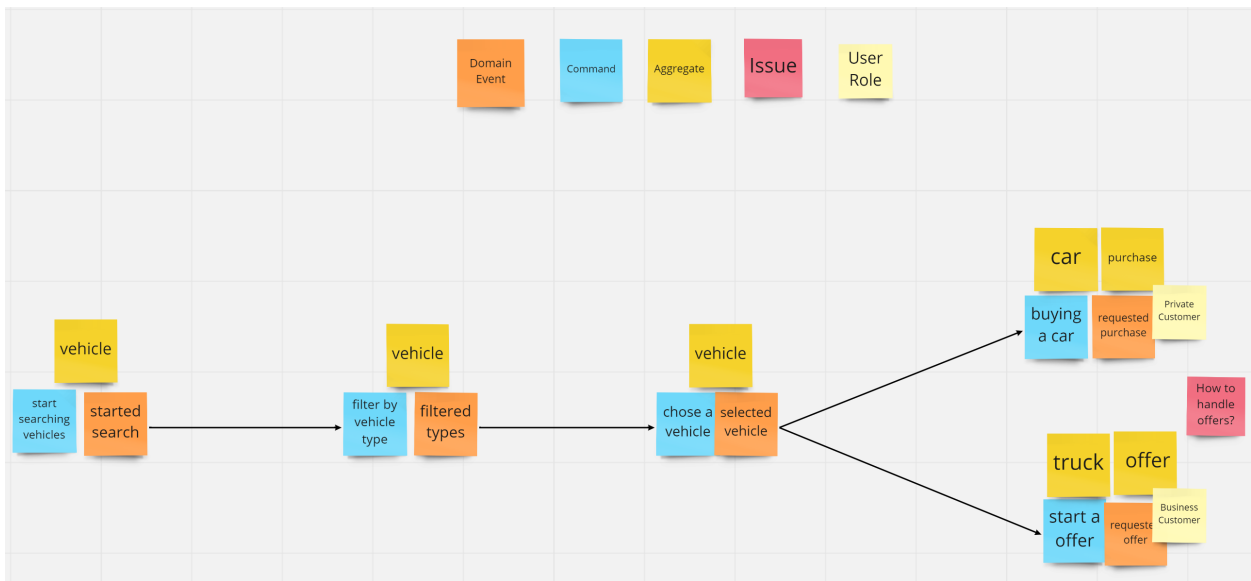 Domain
Event
Command
Aggregate
Issue
User
Role
vehicle
start
searching
vehicles
started
search
vehicle
filter by
vehicle
type
filtered
types
vehicle
chose a
vehicle
selected
vehicle
car
purchase
buying
a car
requested
purchase
Private
Customer
How to
handle
offers?
truck
offer
start a
offer
requeste
offer
Business
Customer